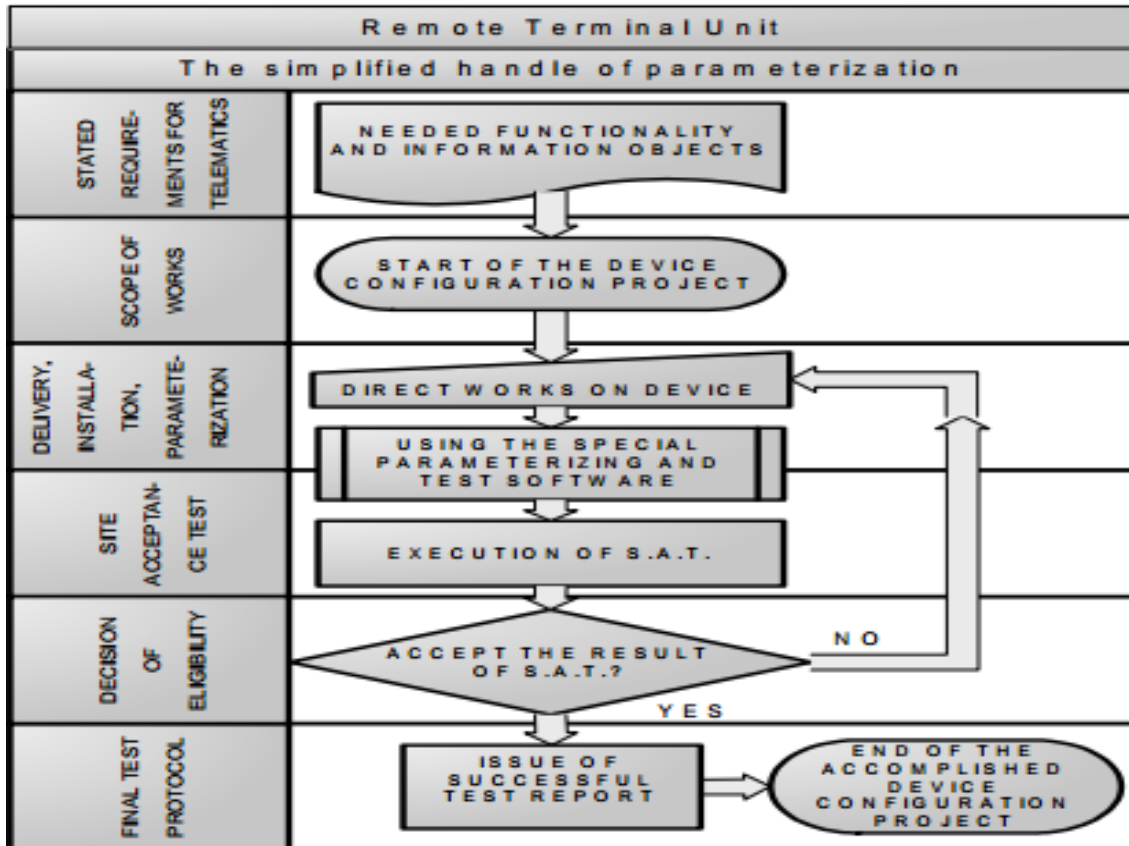 Remote Terminal Unit
The simplified handle of parameterization
STATED
REQUIRE-
MENTS FOR
TELEMATICS
NEEDED FUNCTIONALITY
AND INFORMATION OBJECTS
SCOPE OF
WORKS
START OF THE DEVICE
CONFIGURATION PROJECT
DELIVERY,
INSTALLA-
TION,
PARAMETE-
RIZATION
DIRECT WORKS ON DEVICE
USING THE SPECIAL
PARAMETERIZING AND
TEST SOFTWARE
SITE
ACCEPTAN-
CE TEST
EXECUTION OF S.A.T.
DECISION
OF
ELIGIBILITY
ACCEPT THE RESULT
OF S.A.T.?
NO
YES
FINAL TEST
PROTOCOL
ISSUE OF
SUCCESSFUL
TEST REPORT
END OF THE
ACCOMPLISHED
DEVICE
CONFIGURATION
PROJECT